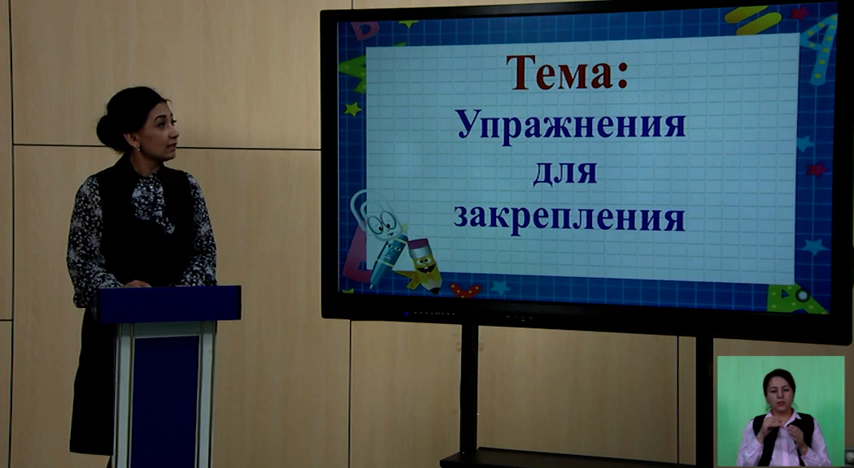 Тема:
Упражнения
для
закрепления